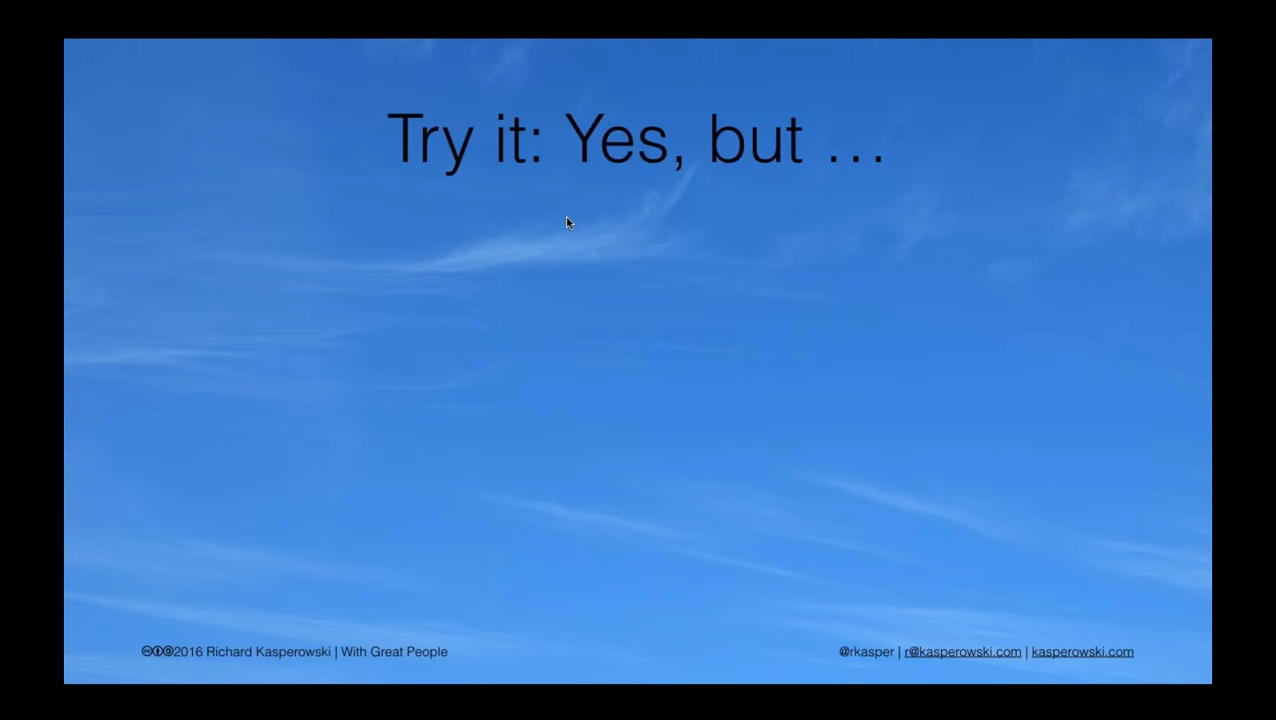 Try it: Yes, but …
🅭🅯🄎2016 Richard Kasperowski | With Great People
@rkasper | r@kasperowski.com | kasperowski.com